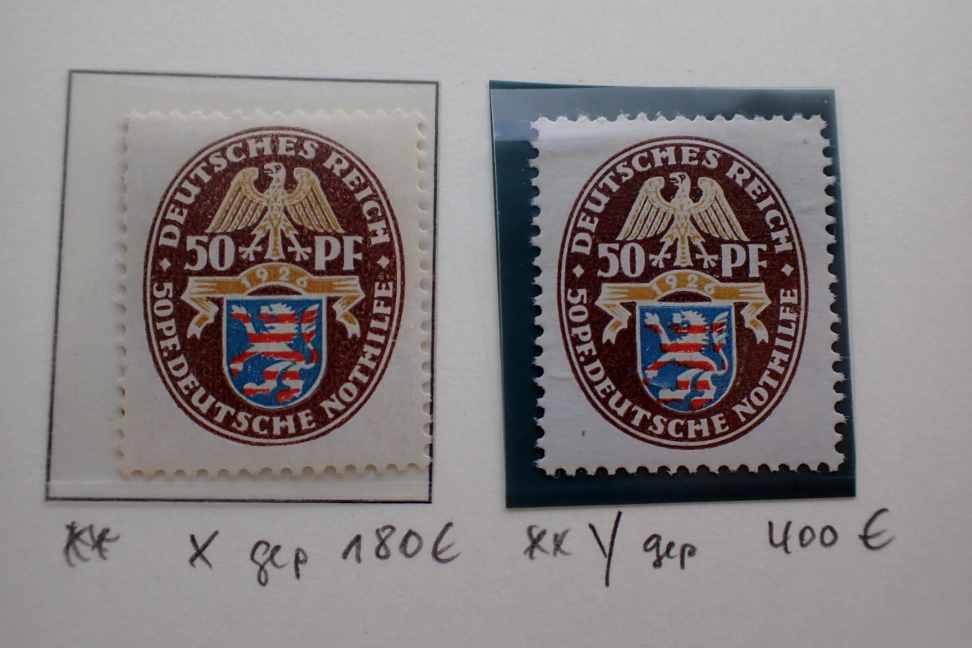 DEUTSCHES REICH
50 PF
1926
50PF. DEUTSCHE NOTHILFE
DEUTSCHES REICH
50 PF
1926
50PF. DEUTSCHE NOTHILFE
** X gep 180€
** Y gep 400 €